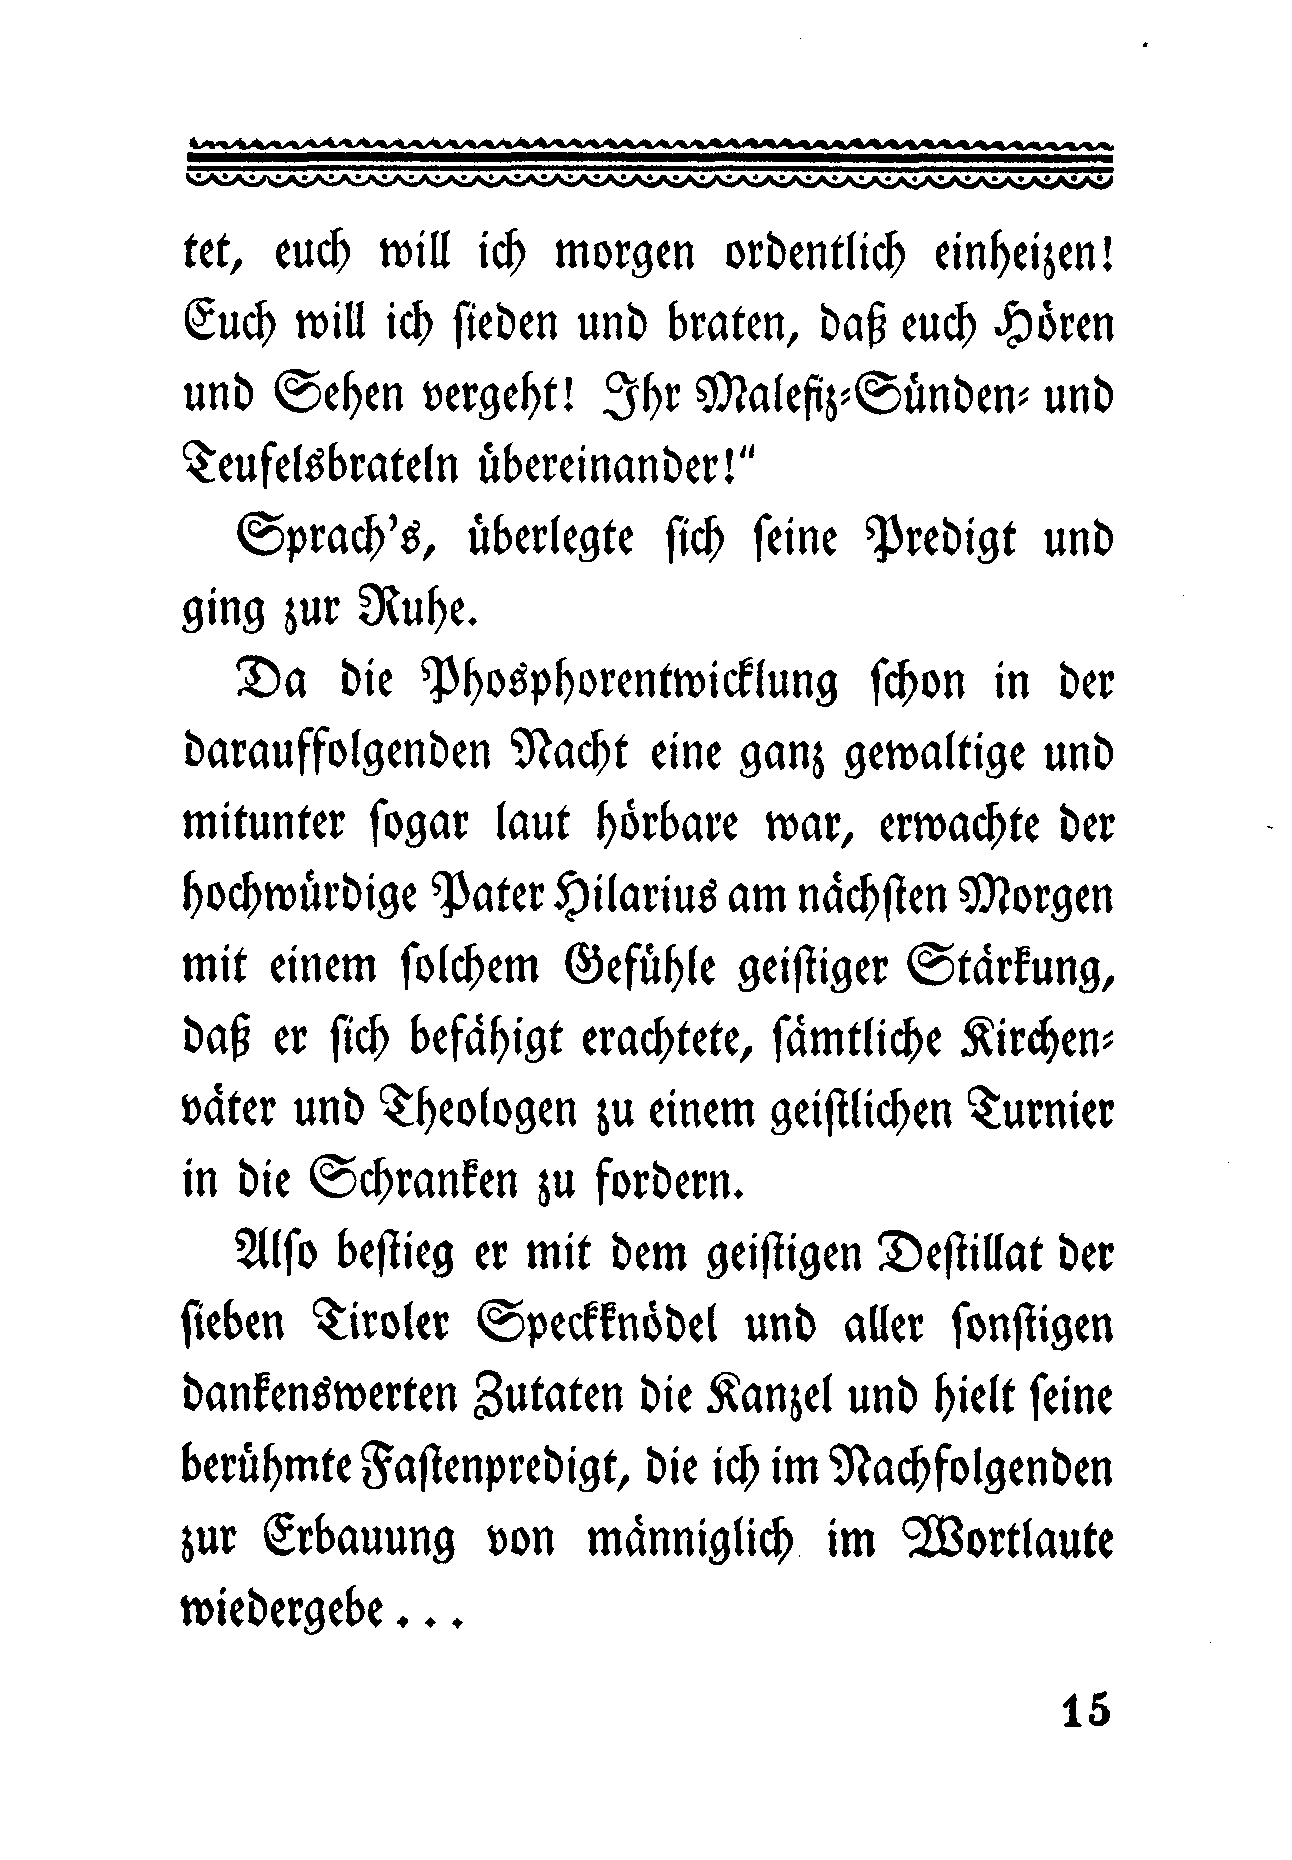 tet, euch will ich morgen ordentlich einheizen!
Euch will ich ſieden und braten, daß euch Hören
und Sehen vergeht! Ihr Malefiz⸗Sünden⸗ und
Teufelsbrateln übereinander!“
Sprach’s, überlegte ſich ſeine Predigt und
ging zur Ruhe.
Da die Phosphorentwicklung ſchon in der
darauffolgenden Nacht eine ganz gewaltige und
mitunter ſogar laut hörbare war, erwachte der
hochwürdige Pater Hilarius am nächſten Morgen
mit einem ſolchem Gefühle geiſtiger Stärkung,
daß er ſich befähigt erachtete, ſämtliche Kirchen⸗
väter und Theologen zu einem geiſtlichen Turnier
in die Schranken zu fordern.
Alſo beſtieg er mit dem geiſtigen Deſtillat der
ſieben Tiroler Speckknödel und aller ſonſtigen
dankenswerten Zutaten die Kanzel und hielt ſeine
berühmte Faſtenpredigt, die ich im Nachfolgenden
zur Erbauung von männiglich im Wortlaute
wiedergebe . . .
15